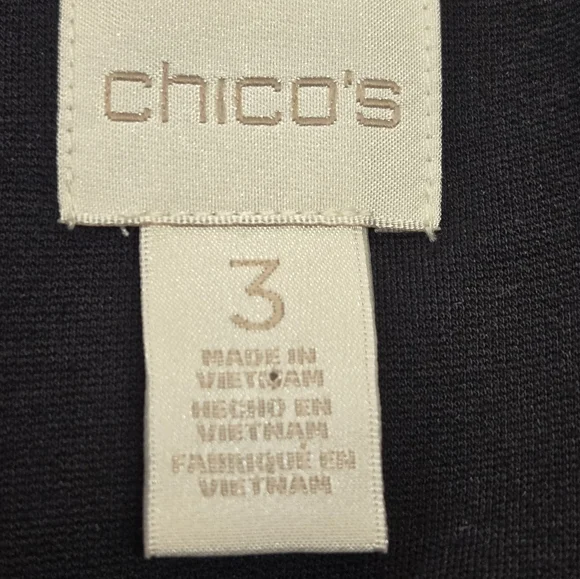 chico's
3
MADE IN
VIETNAM
HECHO EN
VIETNAM
FABRIQUÉ EN
VIETNAM